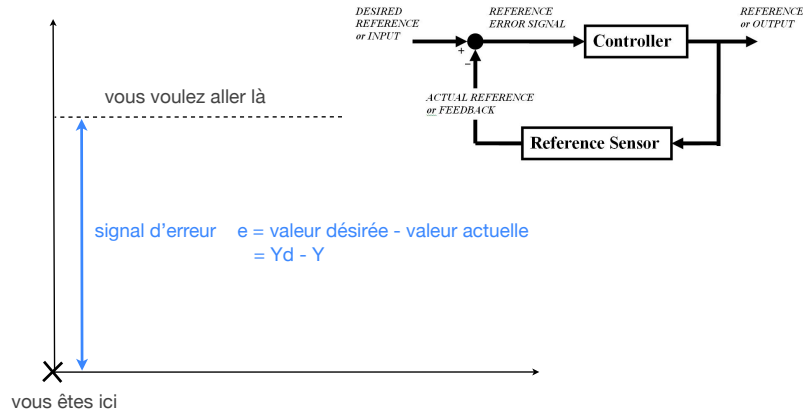 DESIRED
REFERENCE
or INPUT
REFERENCE
ERROR SIGNAL
REFERENCE
or OUTPUT
Controller
+
−
ACTUAL REFERENCE
or FEEDBACK
Reference Sensor
vous voulez aller là
signal d'erreur e = valeur désirée - valeur actuelle
= Yd - Y
vous êtes ici